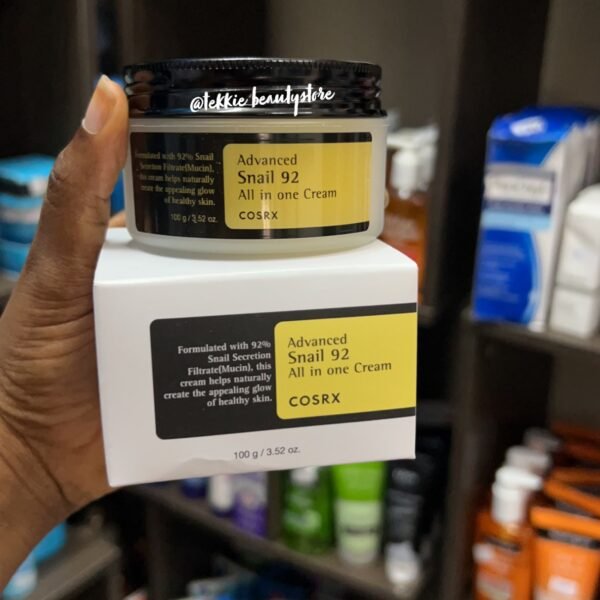 @tekkie_beautystore
Formulated with 92% Snail
Secretion Filtrate(Mucin), this
cream helps naturally
create the appealing glow
of healthy skin.
100 g / 3.52 oz.
Advanced
Snail 92
All in one Cream
COSRX
Formulated with 92%
Snail Secretion
Filtrate(Mucin), this
cream helps naturally
create the appealing glow
of healthy skin.
Advanced
Snail 92
All in one Cream
COSRX
100 g / 3.52 oz.